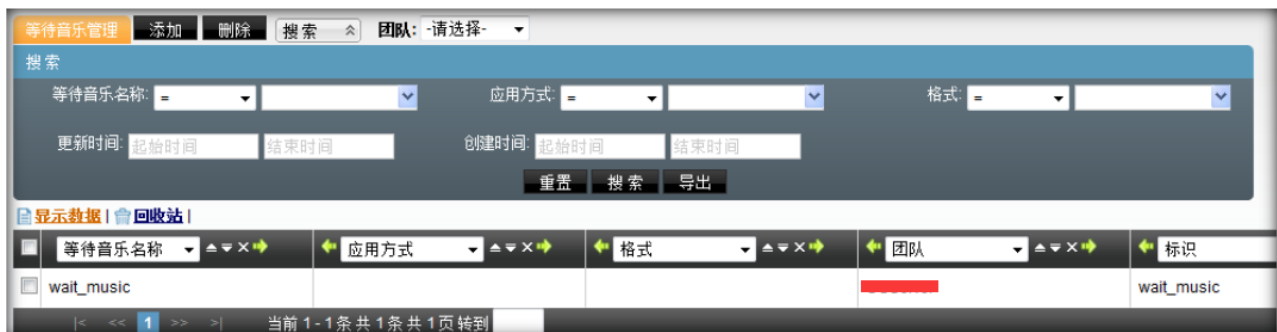 等待音乐管理 添加 删除 搜索 团队: -请选择-
搜索
等待音乐名称: = 应用方式: = 格式: =
更新时间: 起始时间 结束时间 创建时间: 起始时间 结束时间
重置 搜索 导出
显示数据 | 回收站 |
等待音乐名称 应用方式 格式 团队 标识
wait_music wait_music
|< << 1 >> >| 当前 1 - 1 条 共 1 条 共 1 页 转到